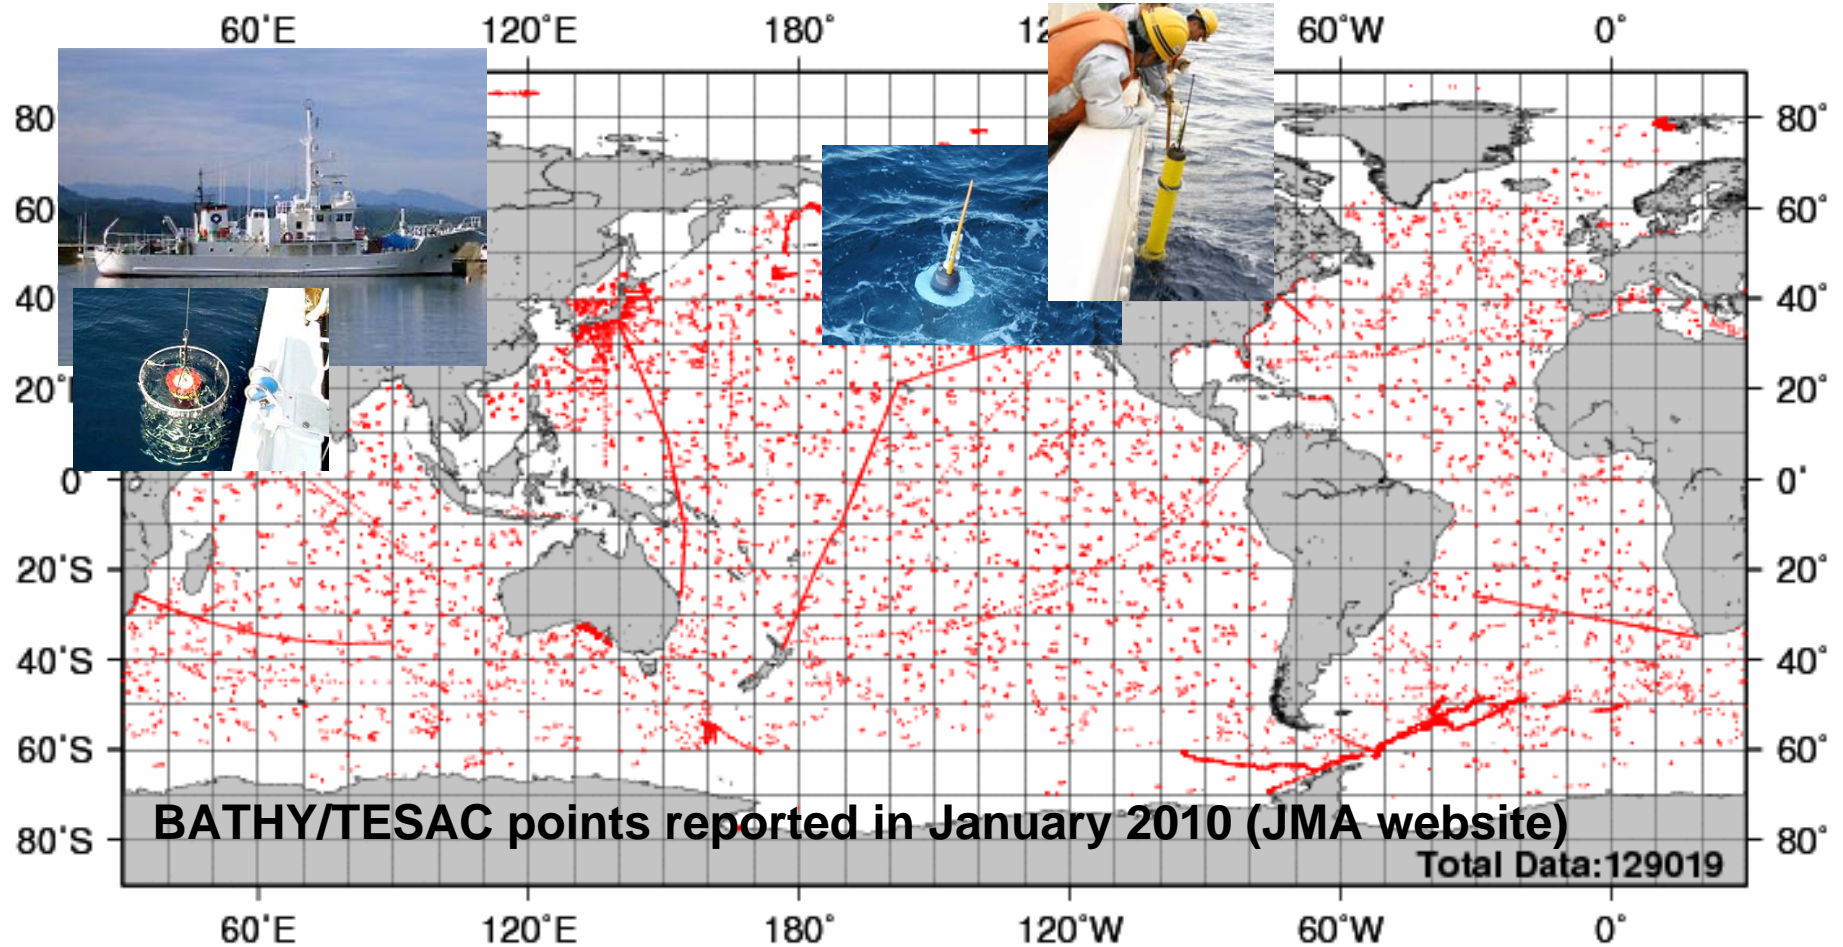 60°E 120°E 180° 12 60°W 0°
80 80°
60 60°
40 40°
20° 20°
0° 0°
20°S 20°
40°S 40°
60°S 60°
80°S 80°
BATHY/TESAC points reported in January 2010 (JMA website)
Total Data:129019
60°E 120°E 180° 120°W 60°W 0°